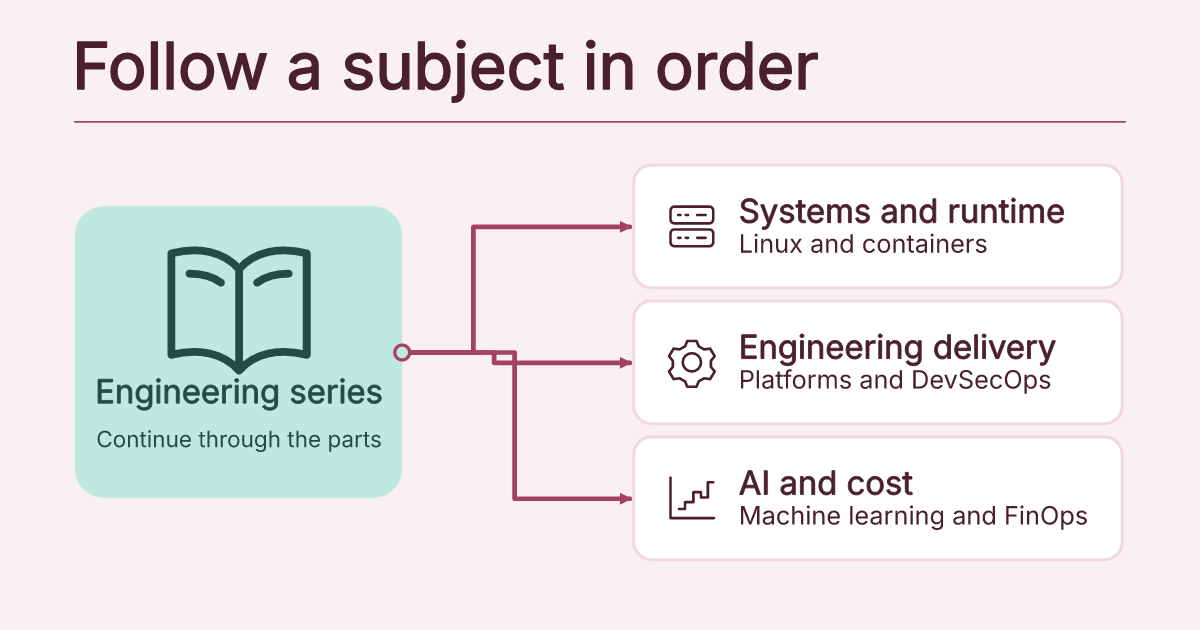 Follow a subject in order
Engineering series
Continue through the parts
Systems and runtime
Linux and containers
Engineering delivery
Platforms and DevSecOps
AI and cost
Machine learning and FinOps